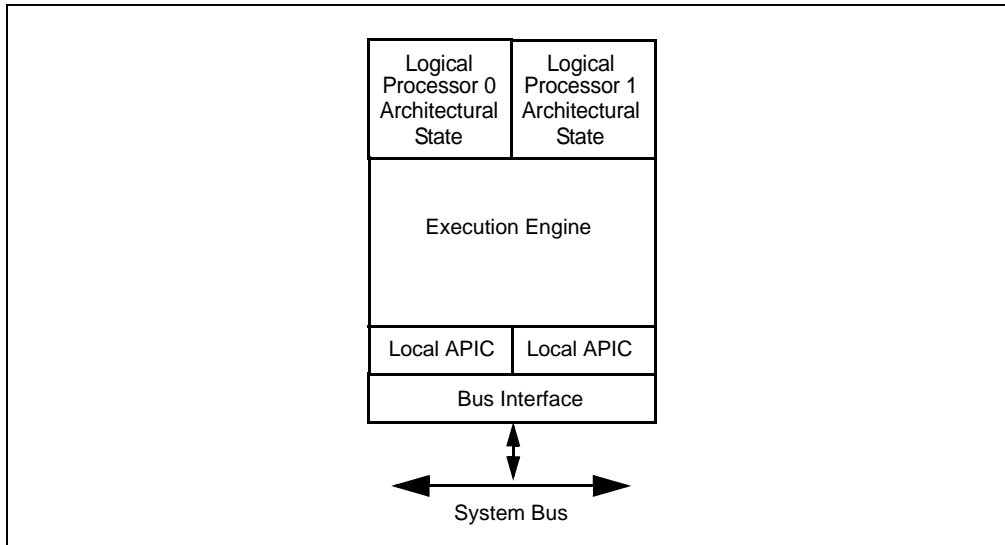 Logical
Processor 0
Architectural
State
Logical
Processor 1
Architectural
State
Execution Engine
Local APIC
Local APIC
Bus Interface
System Bus